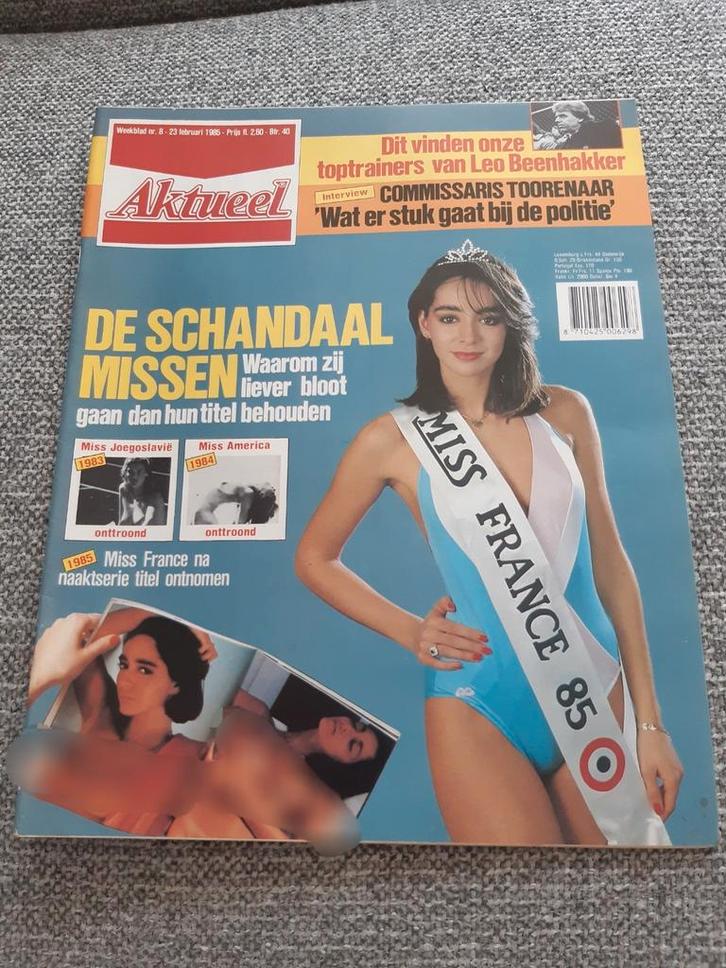 Weekblad nr. 8 - 23 februari 1985 - Prijs fl. 2.60 - Bfr. 40
Aktueel
Dit vinden onze
toptrainers van Leo Beenhakker
Interview COMMISSARIS TOORENAAR
'Wat er stuk gaat bij de politie'
8 710425 006298
DE SCHANDAAL
MISSEN Waarom zij
liever bloot
gaan dan hun titel behouden
Miss Joegoslavië
1983
onttroond
Miss America
1984
onttroond
1985 Miss France na
naaktserie titel ontnomen
MISS FRANCE 85